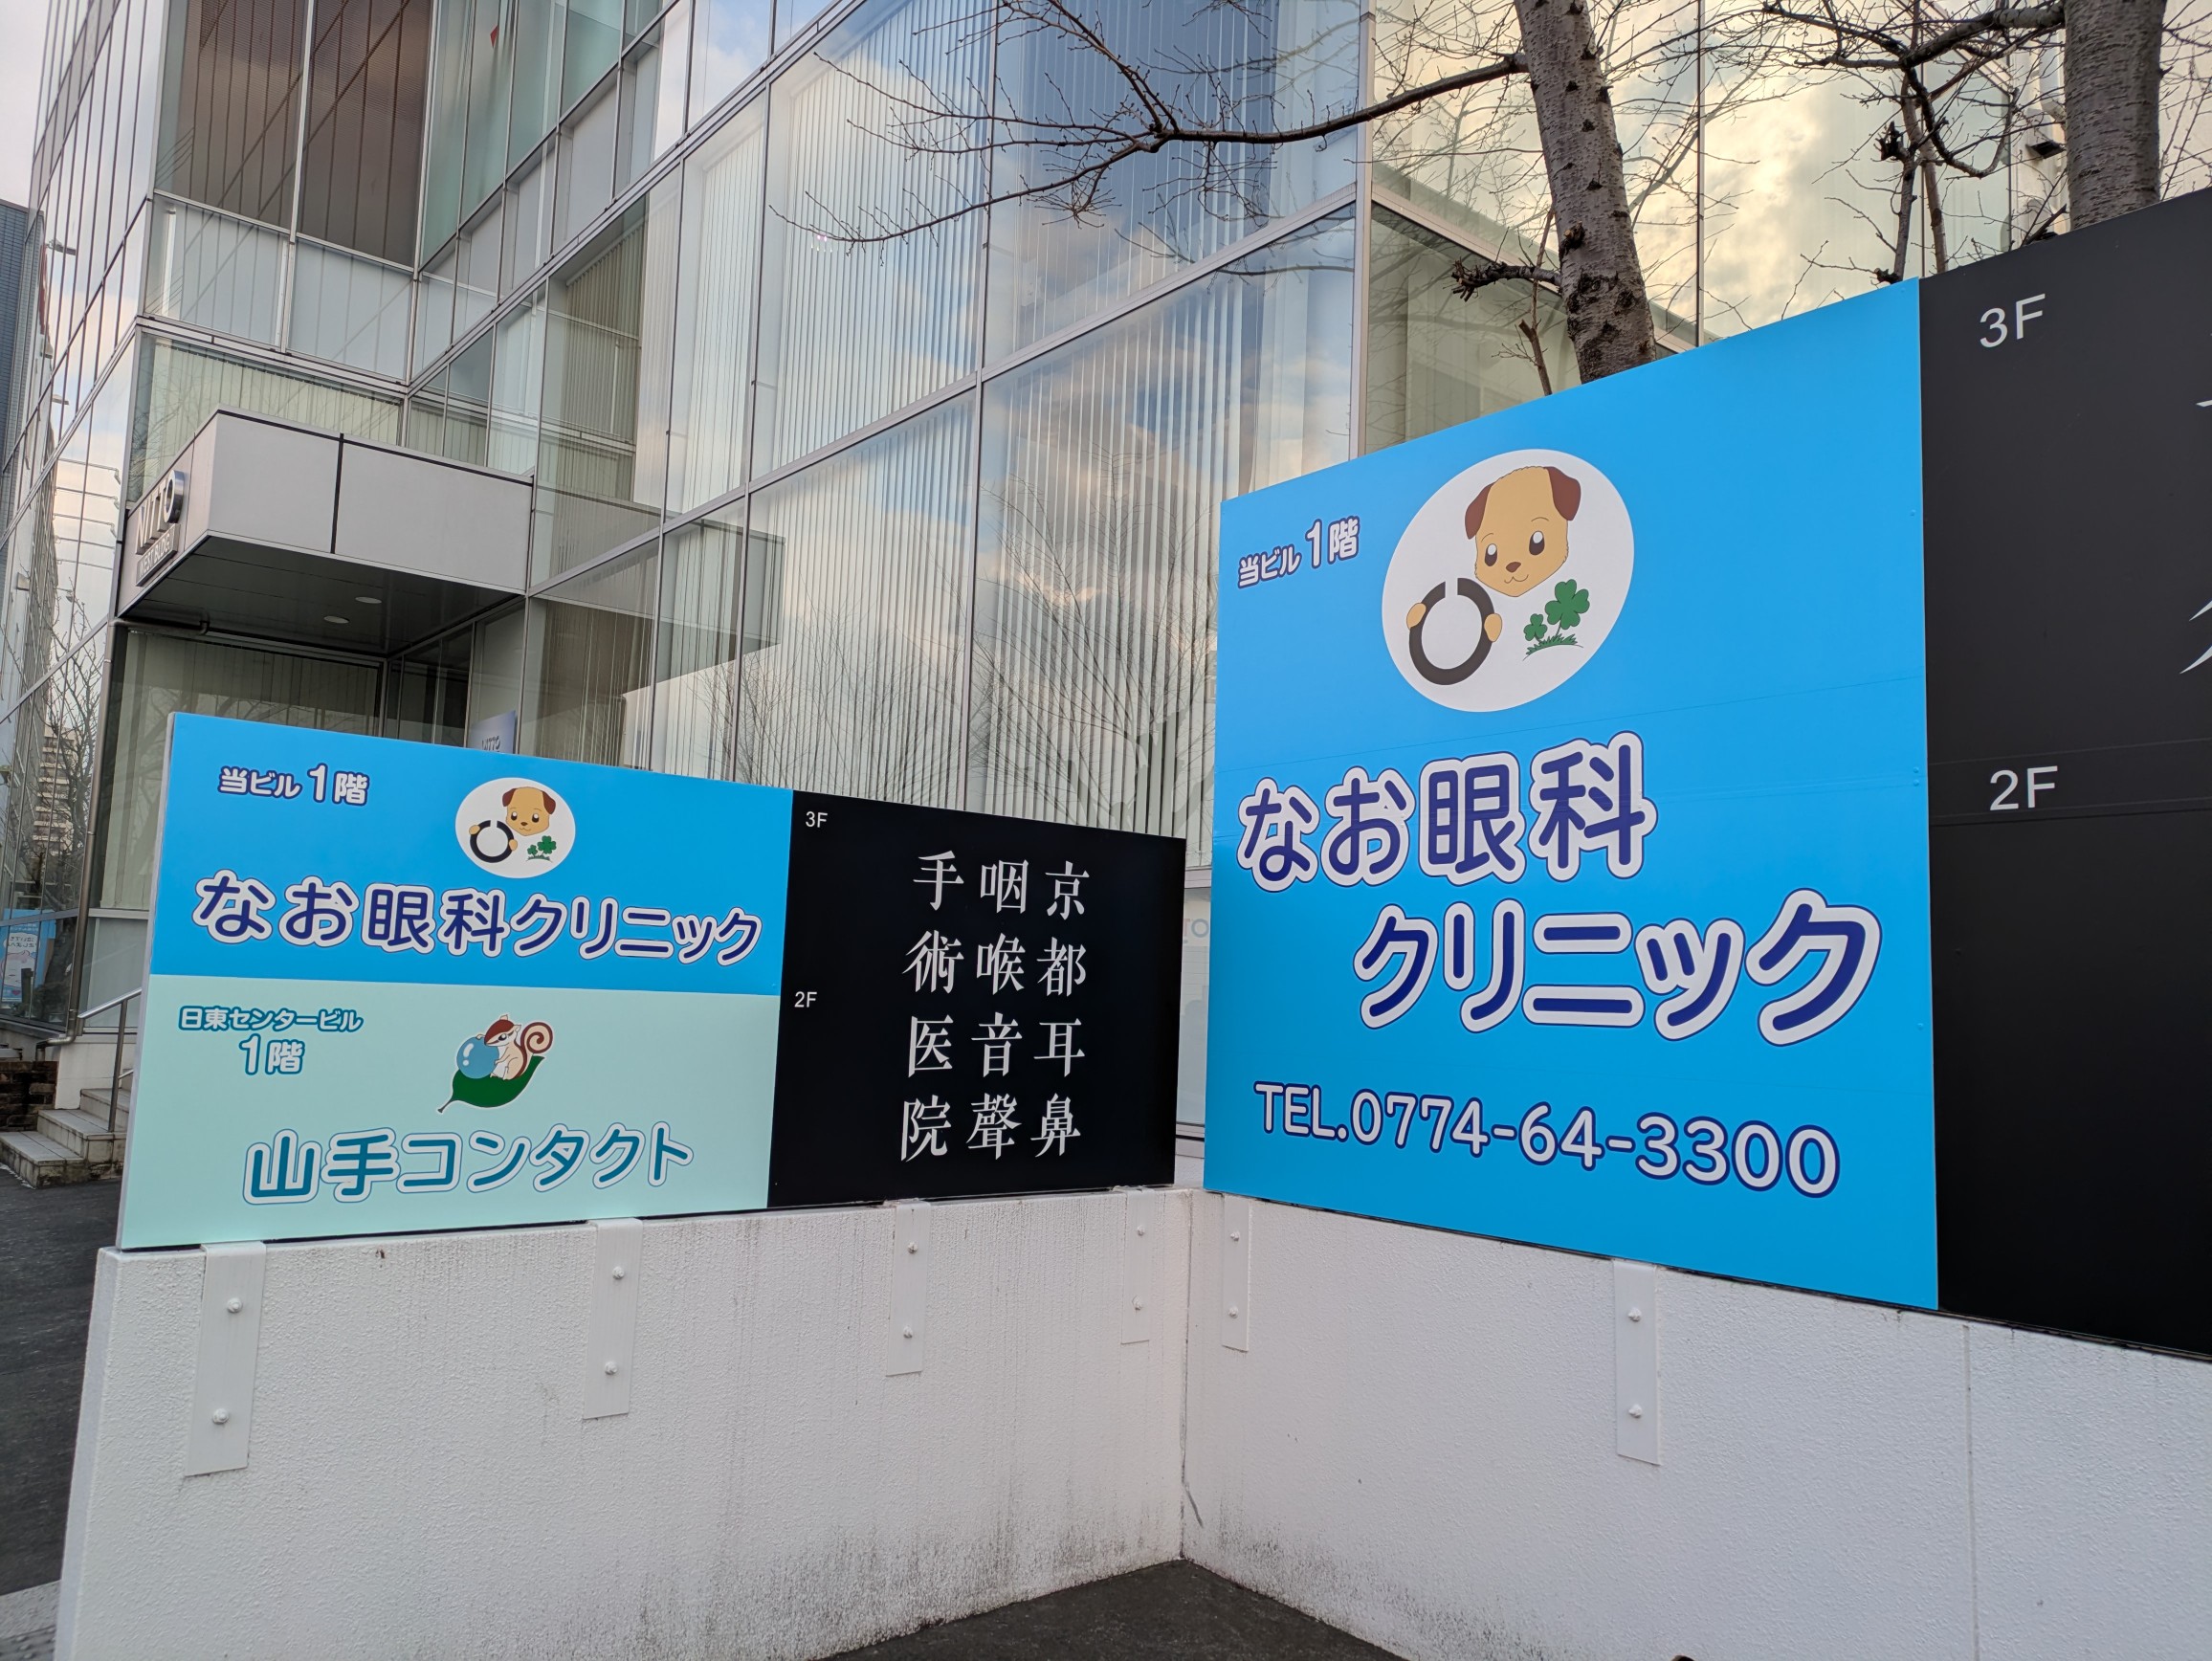 NITTO
WEST BLDG
当ビル1階
なお眼科クリニック
日東センタービル
1階
山手コンタクト
3F
2F
京都耳鼻
咽喉音聲
手術医院
当ビル1階
なお眼科
クリニック
TEL.0774-64-3300
3F
2F